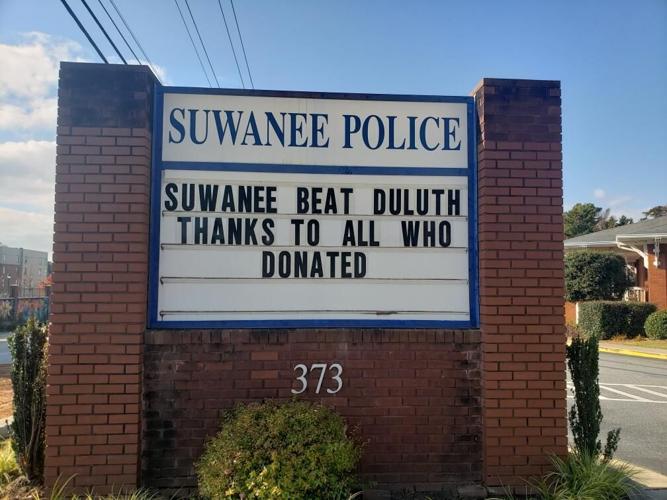 SUWANEE POLICE
SUWANEE BEAT DULUTH
THANKS TO ALL WHO
DONATED
373